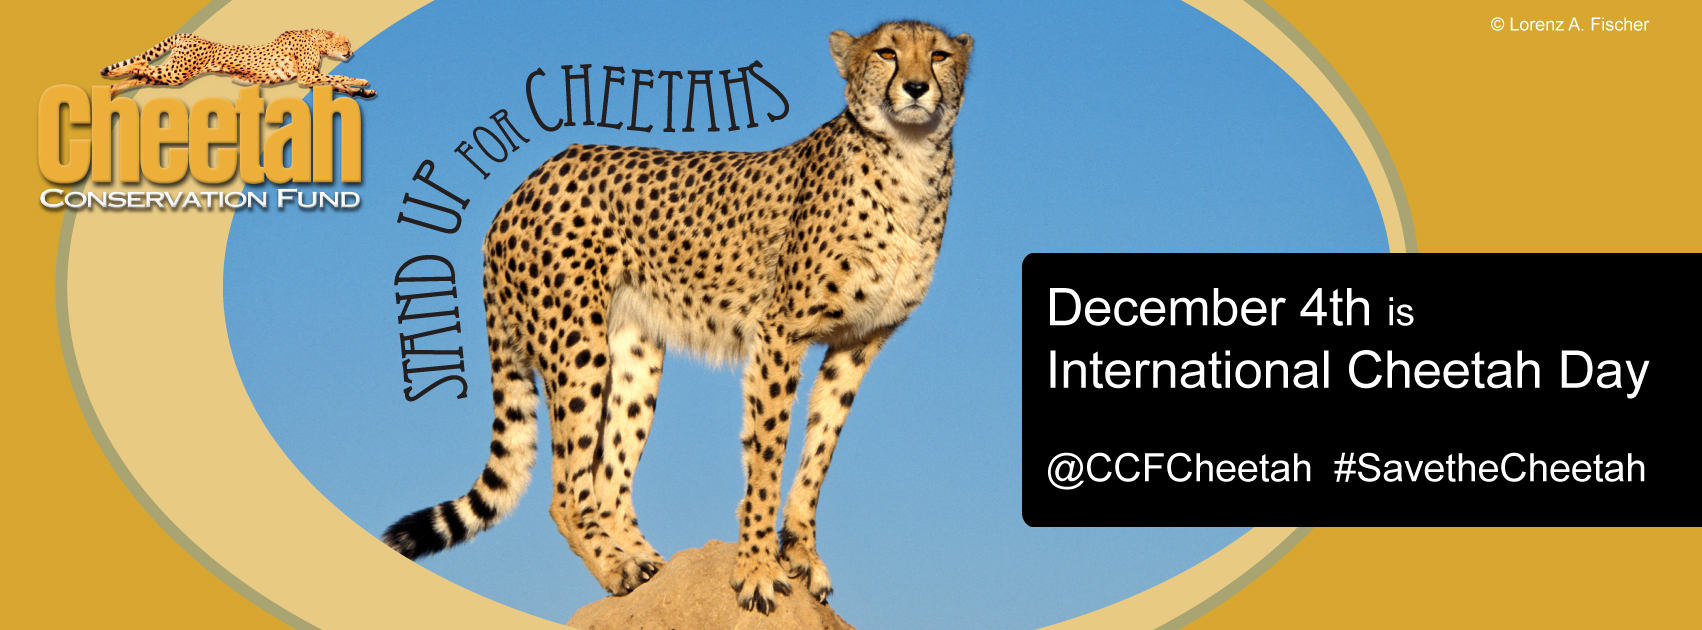 Cheetah
CONSERVATION FUND
STAND UP FOR CHEETAHS
© Lorenz A. Fischer
December 4th is
International Cheetah Day
@CCFCheetah #SavetheCheetah